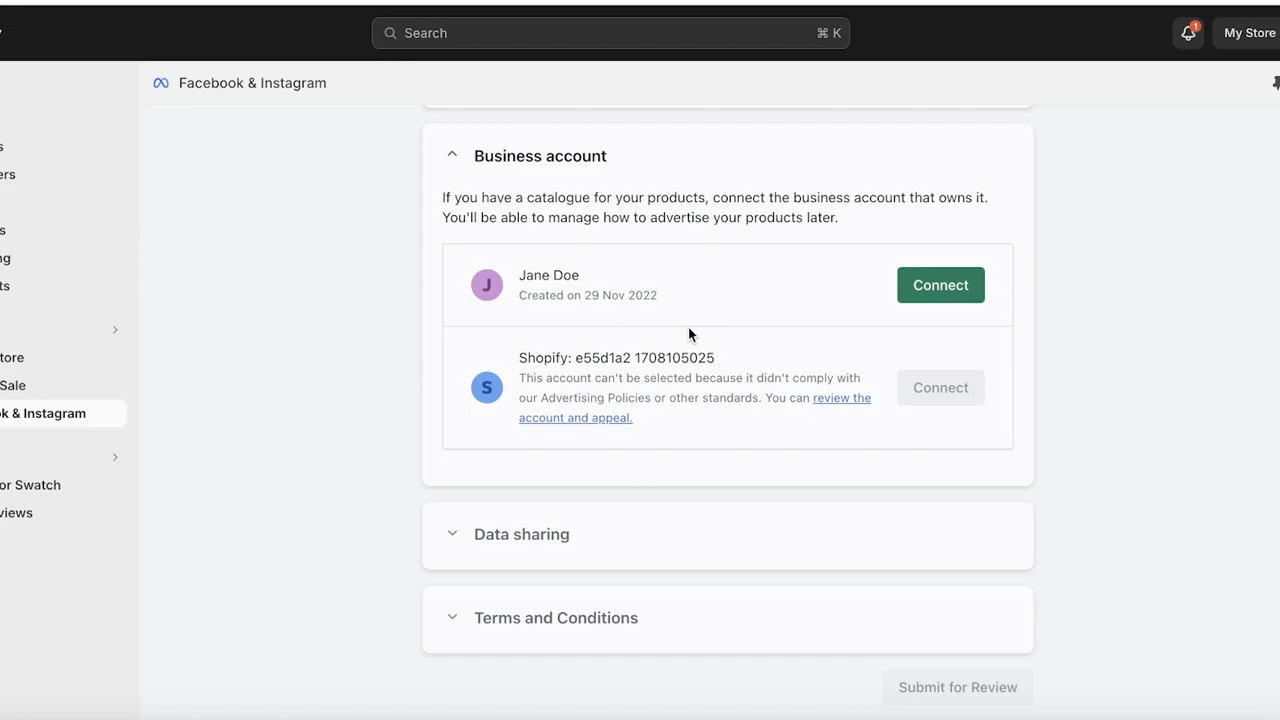 Search
⌘ K
1
My Store
Facebook & Instagram
Business account
If you have a catalogue for your products, connect the business account that owns it.
You'll be able to manage how to advertise your products later.
J
Jane Doe
Created on 29 Nov 2022
Connect
S
Shopify: e55d1a2 1708105025
This account can't be selected because it didn't comply with
our Advertising Policies or other standards. You can review the
account and appeal.
Connect
Data sharing
Terms and Conditions
Submit for Review
s
ers
s
ng
ts
tore
Sale
k & Instagram
or Swatch
views